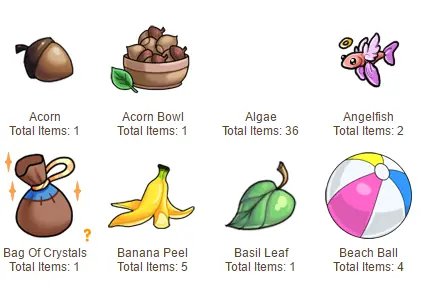 Acorn
Total Items: 1
Acorn Bowl
Total Items: 1
Algae
Total Items: 36
Angelfish
Total Items: 2
Bag Of Crystals
Total Items: 1
?
Banana Peel
Total Items: 5
Basil Leaf
Total Items: 1
Beach Ball
Total Items: 4